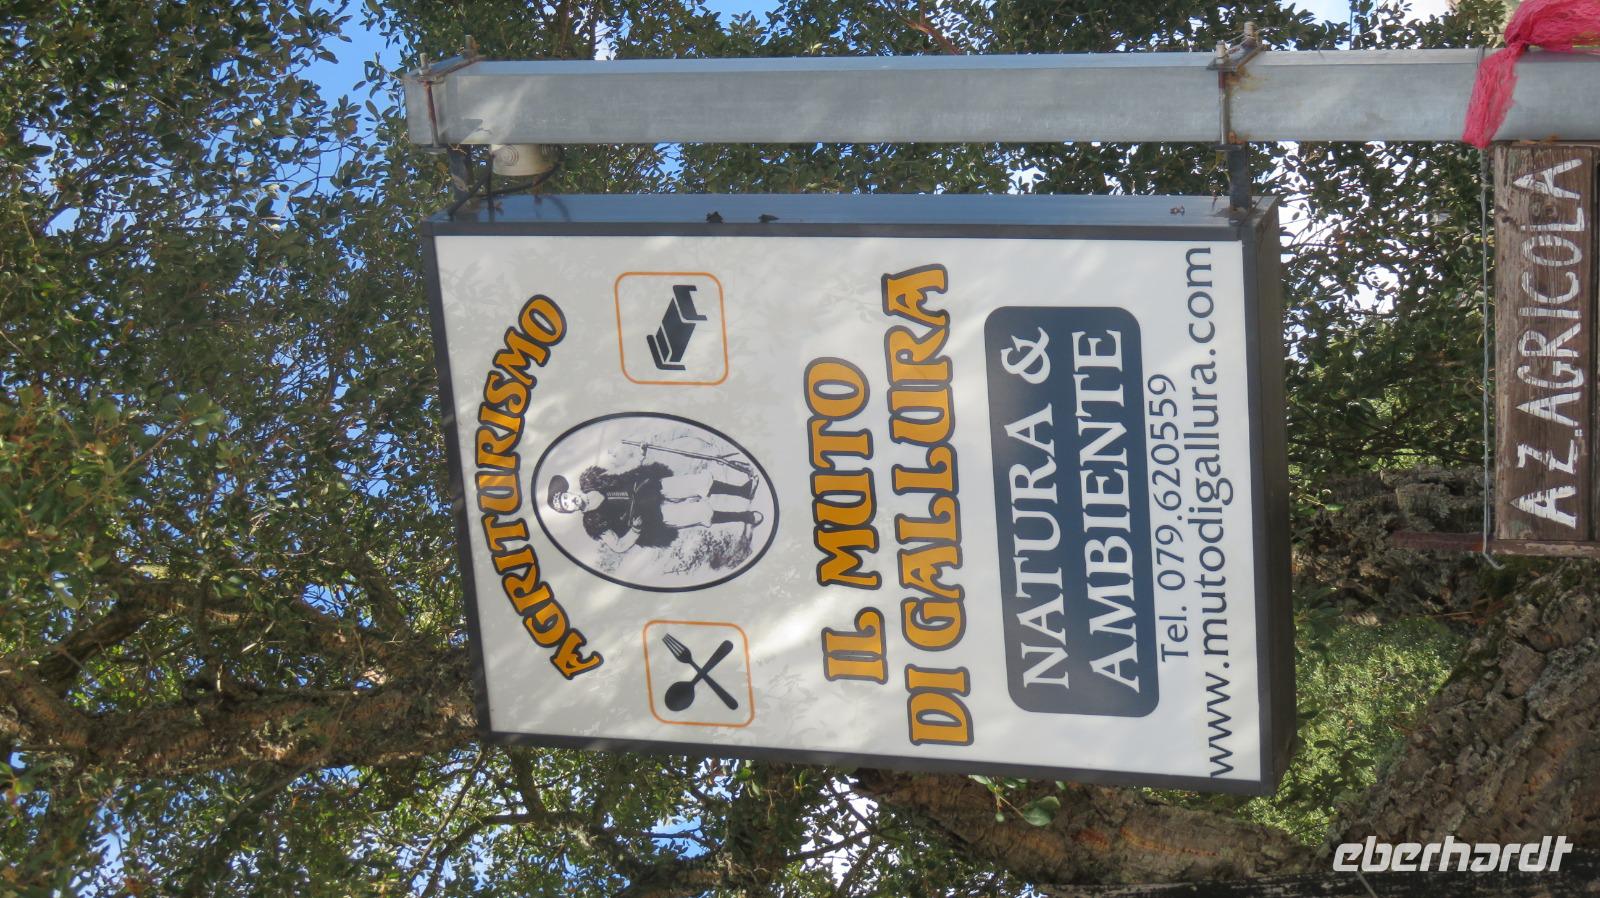 AGRITURISMO
IL MUTO
DI GALLURA
NATURA &
AMBIENTE
Tel. 079.620559
www.mutodigallura.com
AZ.AGRICOLA
eberhardt